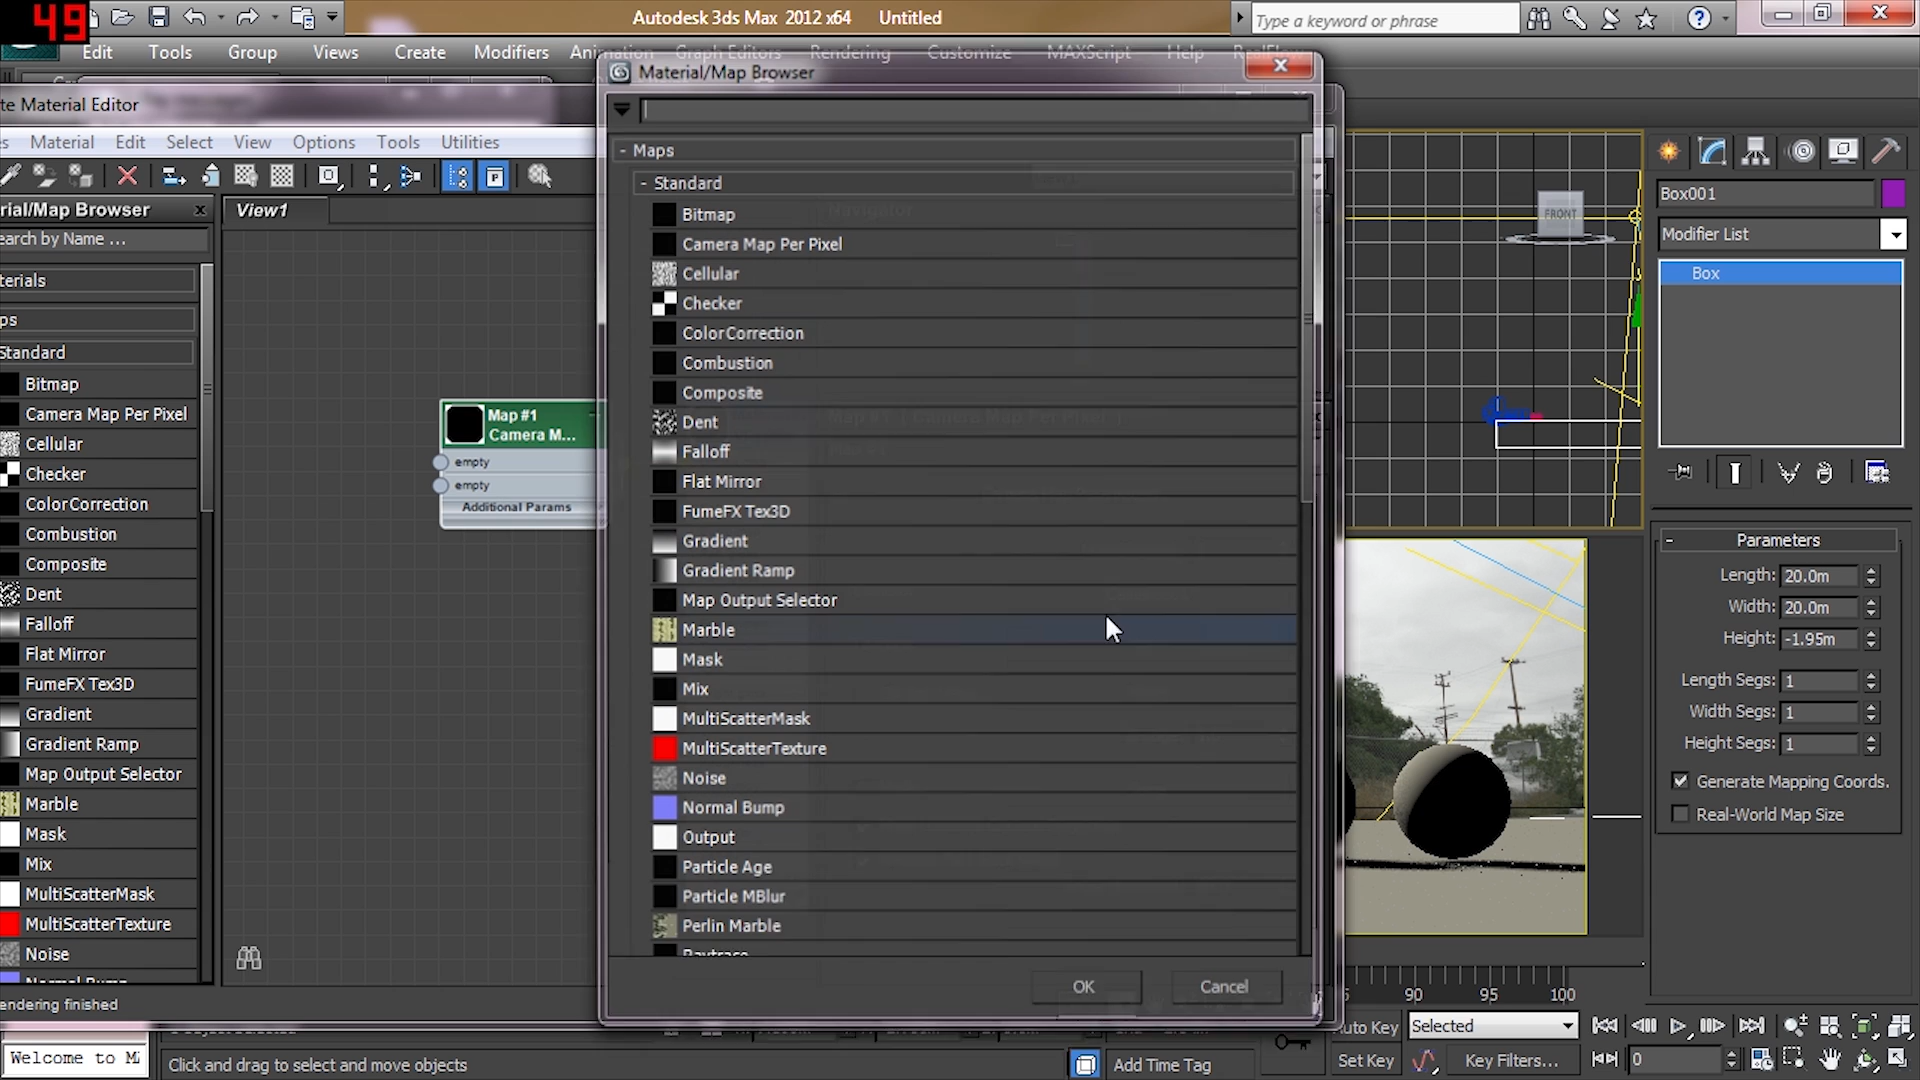 49
Autodesk 3ds Max 2012 x64 Untitled
Type a keyword or phrase
Edit Tools Group Views Create Modifiers Animation Graph Editors Rendering Customize MAXScript Help
Material/Map Browser
te Material Editor
Material Edit Select View Options Tools Utilities
rial/Map Browser x
earch by Name ...
terials
ps
Standard
Bitmap
Camera Map Per Pixel
Cellular
Checker
ColorCorrection
Combustion
Composite
Dent
Falloff
Flat Mirror
FumeFX Tex3D
Gradient
Gradient Ramp
Map Output Selector
Marble
Mask
Mix
MultiScatterMask
MultiScatterTexture
Noise
endering finished
View1
Map #1
Camera M...
empty
empty
Additional Params
- Maps
- Standard
Bitmap
Camera Map Per Pixel
Cellular
Checker
ColorCorrection
Combustion
Composite
Dent
Falloff
Flat Mirror
FumeFX Tex3D
Gradient
Gradient Ramp
Map Output Selector
Marble
Mask
Mix
MultiScatterMask
MultiScatterTexture
Noise
Normal Bump
Output
Particle Age
Particle MBlur
Perlin Marble
OK Cancel
FRONT
Box001
Modifier List
Box
- Parameters
Length: 20.0m
Width: 20.0m
Height: -1.95m
Length Segs: 1
Width Segs: 1
Height Segs: 1
Generate Mapping Coords.
Real-World Map Size
90 95 100
Auto Key Selected
Welcome to M
Click and drag to select and move objects
Add Time Tag
Set Key Key Filters... 0